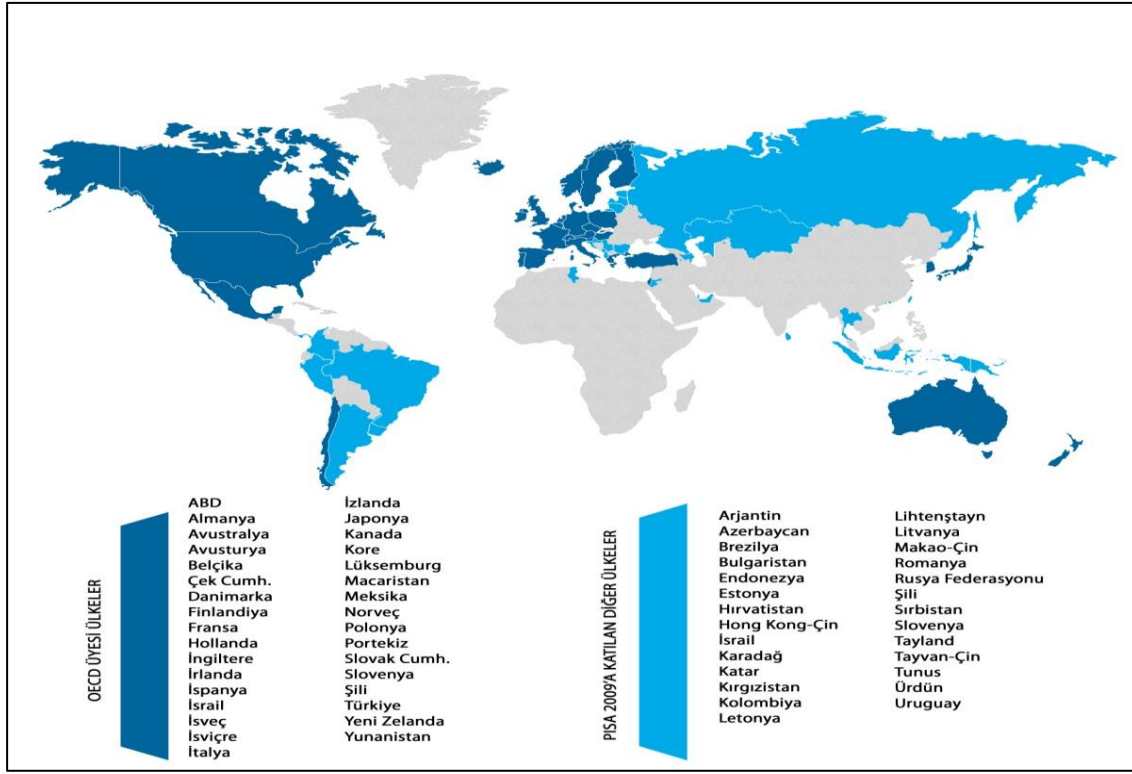 OECD ÜYESİ ÜLKELER
ABD
Almanya
Avustralya
Avusturya
Belçika
Çek Cumh.
Danimarka
Finlandiya
Fransa
Hollanda
İngiltere
İrlanda
İspanya
İsrail
İsveç
İsviçre
İtalya
İzlanda
Japonya
Kanada
Kore
Lüksemburg
Macaristan
Meksika
Norveç
Polonya
Portekiz
Slovak Cumh.
Slovenya
Şili
Türkiye
Yeni Zelanda
Yunanistan
PISA 2009'A KATILAN DİĞER ÜLKELER
Arjantin
Azerbaycan
Brezilya
Bulgaristan
Endonezya
Estonya
Hırvatistan
Hong Kong-Çin
İsrail
Karadağ
Katar
Kırgızistan
Kolombiya
Letonya
Lihtenştayn
Litvanya
Makao-Çin
Romanya
Rusya Federasyonu
Şili
Sırbistan
Slovenya
Tayland
Tayvan-Çin
Tunus
Ürdün
Uruguay